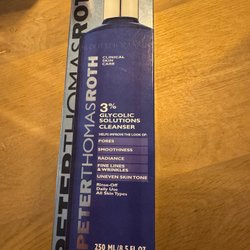 PETERTHOMASROTH
PETERTHOMASROTH
CLINICAL
SKIN
CARE
3%
GLYCOLIC
SOLUTIONS
CLEANSER
HELPS IMPROVE THE LOOK OF:
PORES
SMOOTHNESS
RADIANCE
FINE LINES
& WRINKLES
UNEVEN SKIN TONE
Rinse-Off
Daily Use
All Skin Types
250 ML/8.5 FL OZ